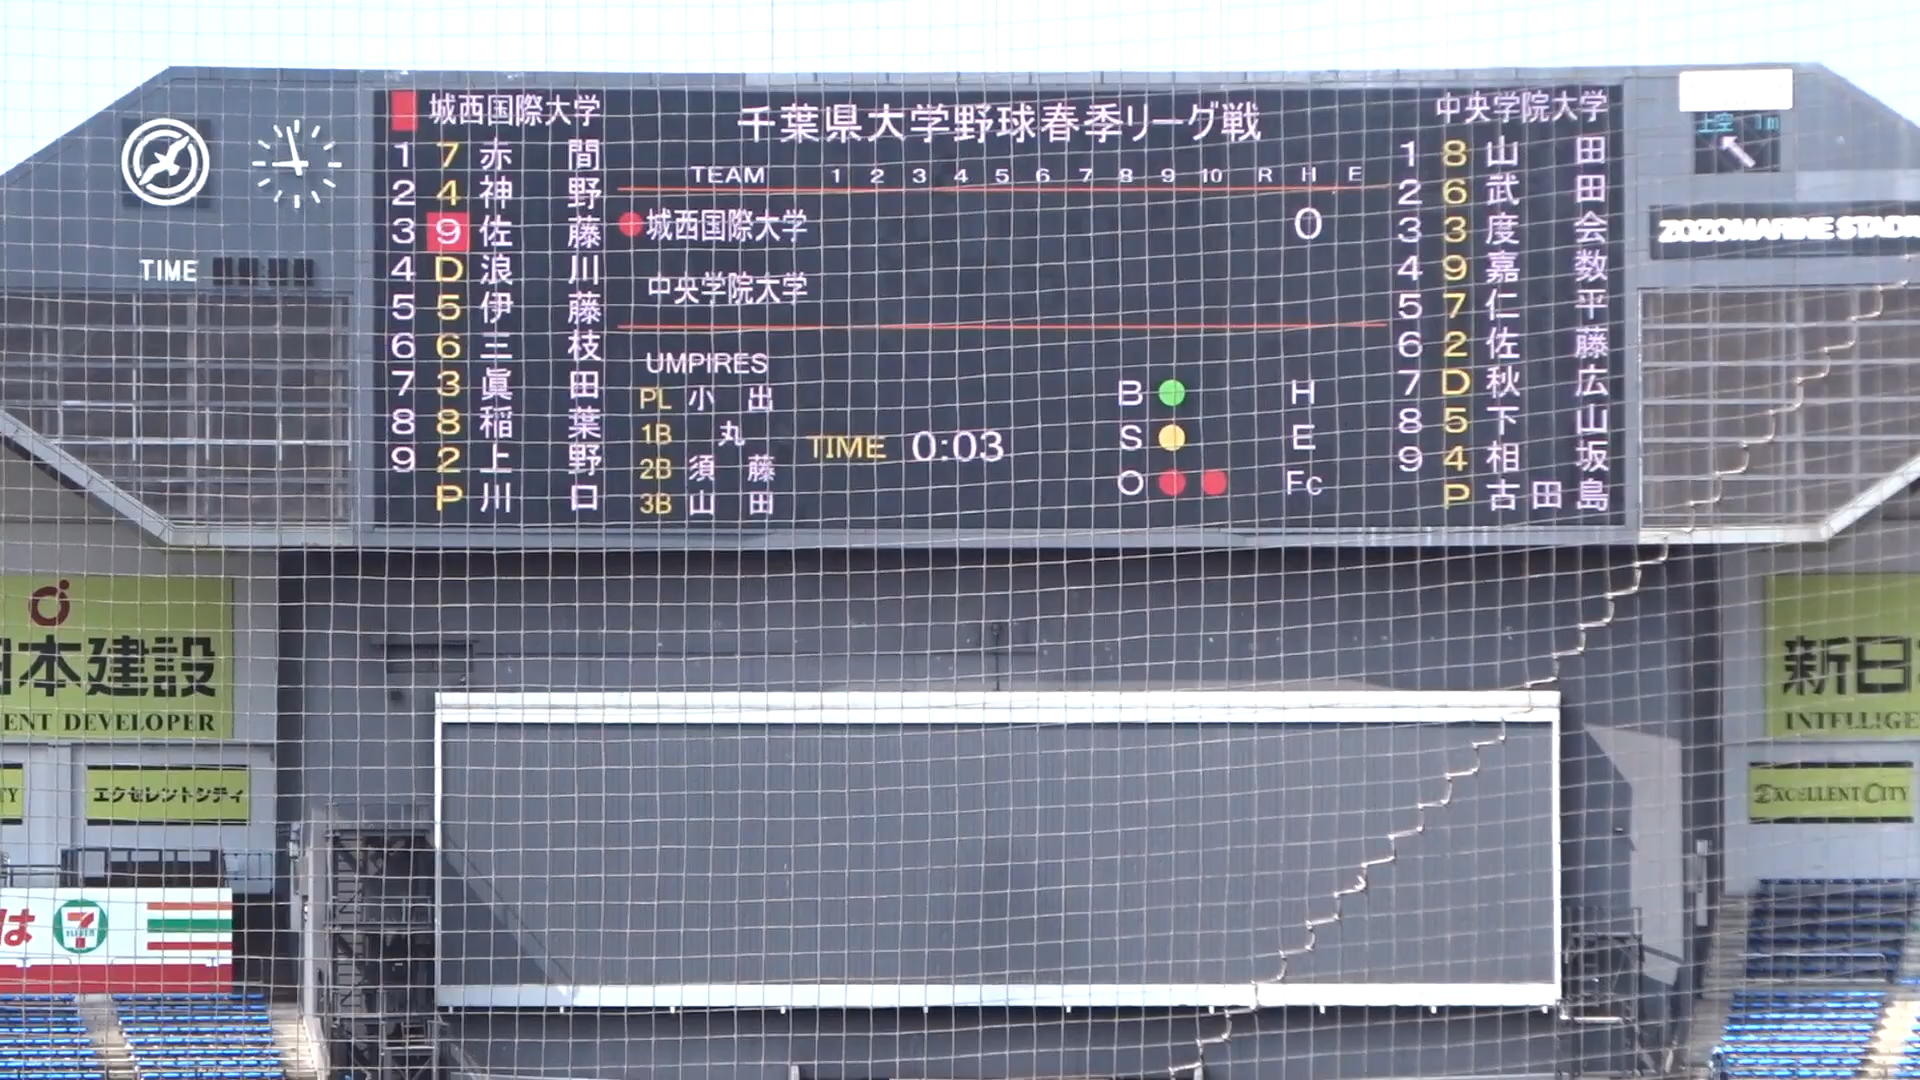 城西国際大学
1 7 赤間
2 4 神野
3 9 佐藤
4 D 浪川
5 5 伊藤
6 6 三枝
7 3 眞田
8 8 稲葉
9 2 上野
P 川口
千葉県大学野球春季リーグ戦
TEAM 1 2 3 4 5 6 7 8 9 10 R H E
城西国際大学 0
中央学院大学
UMPIRES
PL 小出
1B 丸
2B 須藤
3B 山田
TIME 0:03
B H
S E
O Fc
中央学院大学
1 8 山田
2 6 武田
3 3 度会
4 9 嘉数
5 7 仁平
6 2 佐藤
7 D 秋広
8 5 下山
9 4 相坂
P 古田島
TIME
上空 1m
ZOZOMARINE STADI
日本建設
ENT DEVELOPER
TY
エクセレントシティ
は
7 ELEVEN
新日
INTELLIGE
EXCELLENT CITY